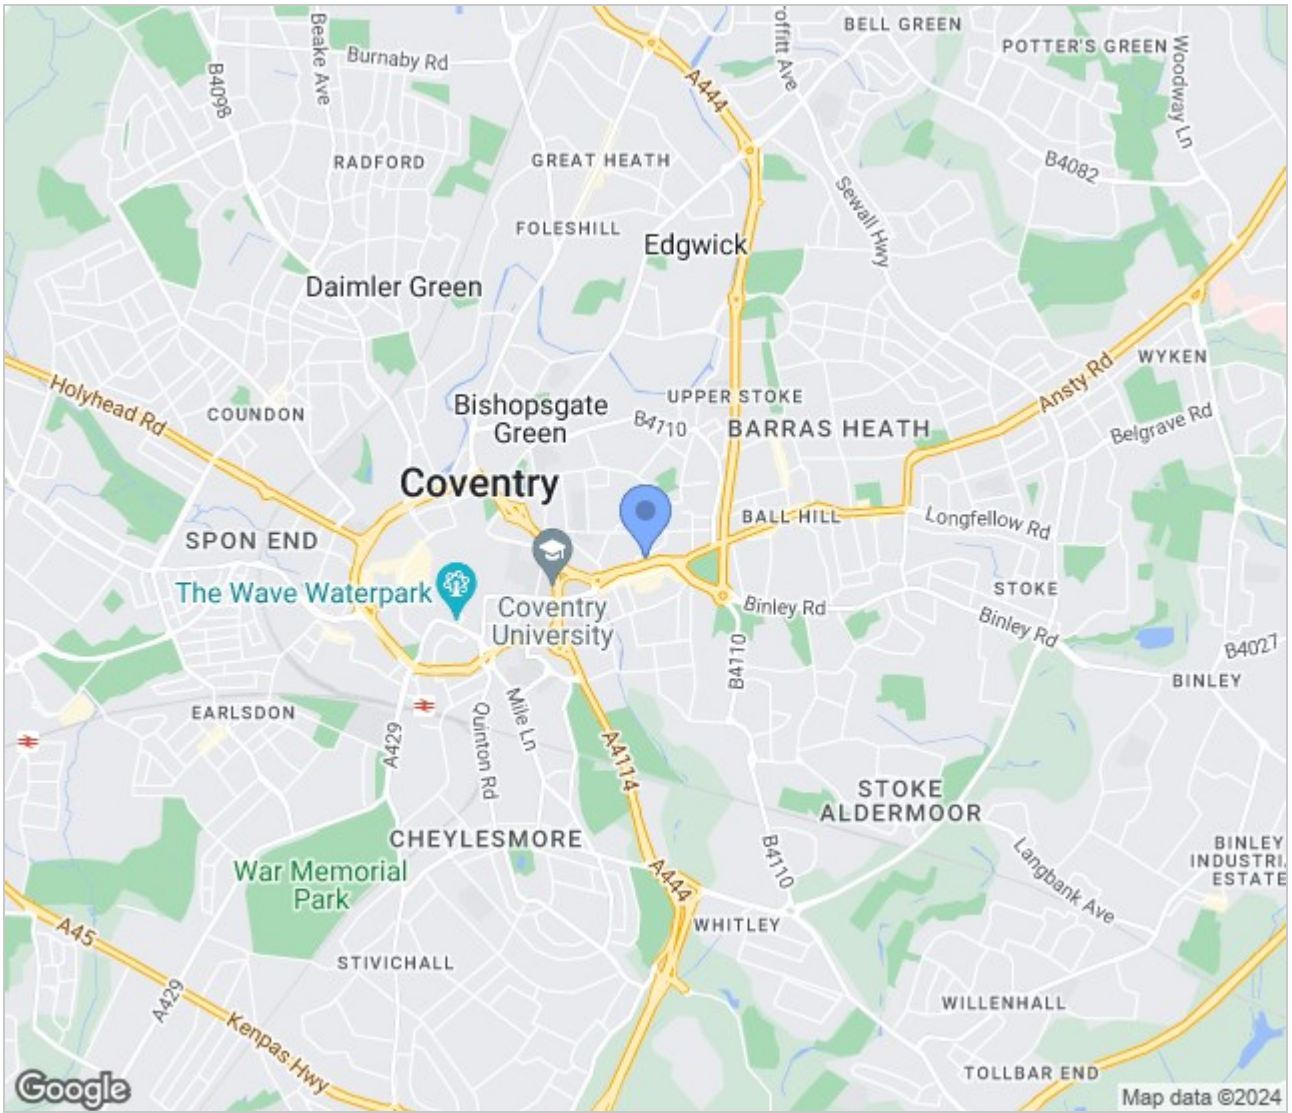 BELL GREEN
POTTER'S GREEN
Beake Ave
Burnaby Rd
B4098
A444
offitt Ave
Woodway Ln
RADFORD
GREAT HEATH
B4082
Sewall Hwy
FOLESHILL
Edgwick
Daimler Green
WYKEN
Holyhead Rd
COUNDON
Bishopsgate
Green
UPPER STOKE
B4710
BARRAS HEATH
Ansty Rd
Belgrave Rd
Coventry
SPON END
BALL HILL
Longfellow Rd
The Wave Waterpark
Coventry
University
STOKE
Binley Rd
Binley Rd
B4110
B4027
BINLEY
EARLSDON
A429
Quinton Rd
Mile Ln
A4114
STOKE
ALDERMOOR
CHEYLESMORE
War Memorial
Park
B4110
Langbank Ave
BINLEY
INDUSTRI
ESTATE
A444
WHITLEY
A45
STIVICHALL
A429
Kenpas Hwy
WILLENHALL
TOLLBAR END
Google
Map data ©2024